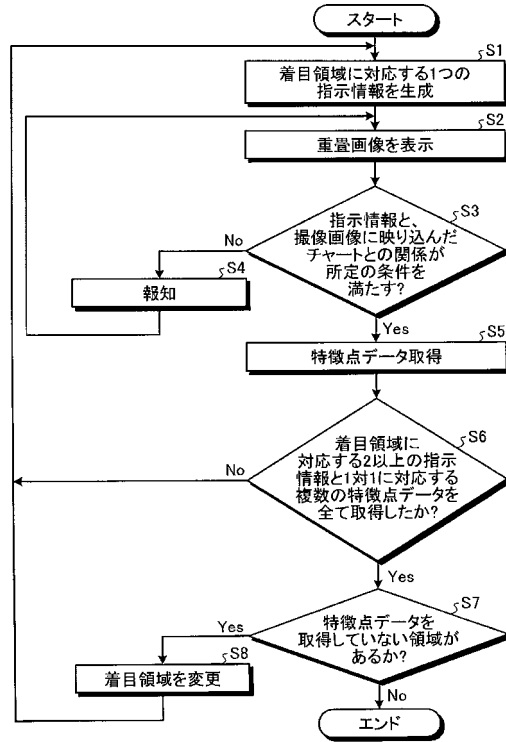 スタート
S1
着目領域に対応する1つの
指示情報を生成
S2
重畳画像を表示
S3
指示情報と、
撮像画像に映り込んだ
チャートとの関係が
所定の条件を
満たす?
No
S4
報知
Yes
S5
特徴点データ取得
S6
着目領域に
対応する2以上の指示
情報と1対1に対応する
複数の特徴点データを
全て取得したか?
No
Yes
S7
特徴点データを
取得していない領域が
あるか?
Yes
S8
着目領域を変更
No
エンド